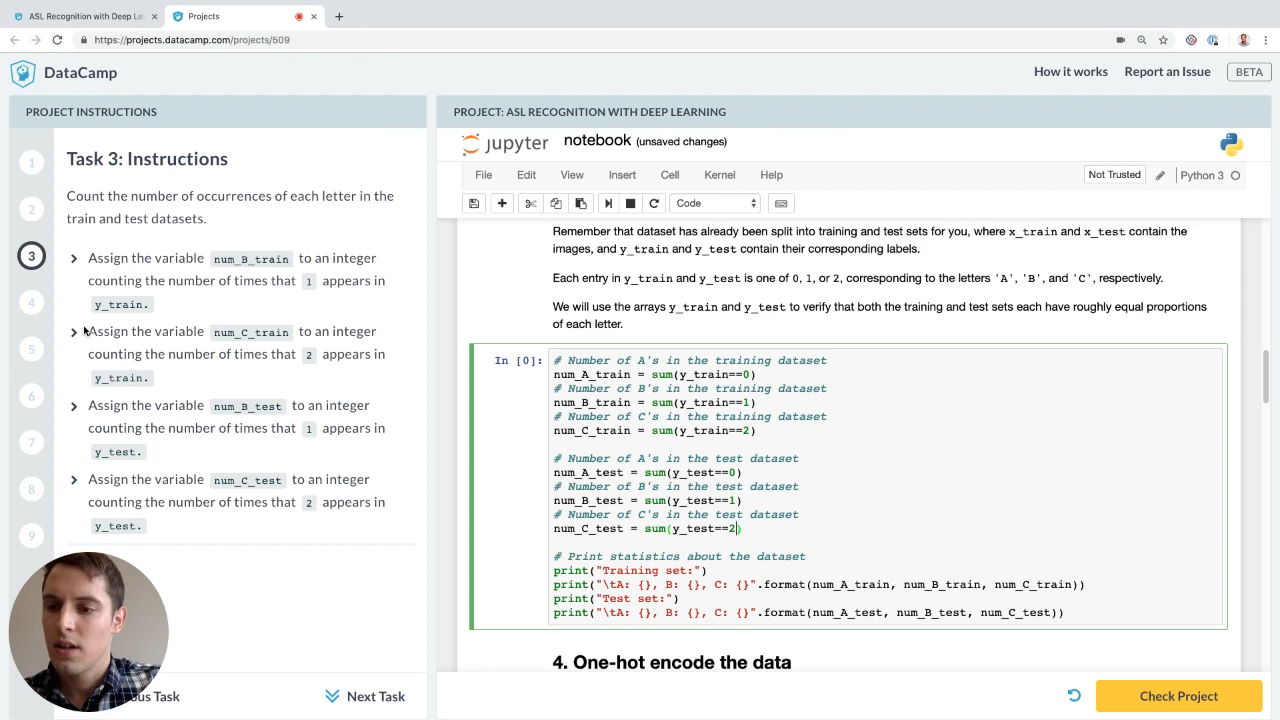 ASL Recognition with Deep Le
Projects
https://projects.datacamp.com/projects/509
DataCamp
How it works
Report an Issue
BETA
PROJECT INSTRUCTIONS
1
2
3
4
5
6
7
8
9
Task 3: Instructions
Count the number of occurrences of each letter in the
train and test datasets.
Assign the variable num_B_train to an integer
counting the number of times that 1 appears in
y_train.
Assign the variable num_C_train to an integer
counting the number of times that 2 appears in
y_train.
Assign the variable num_B_test to an integer
counting the number of times that 1 appears in
y_test.
Assign the variable num_C_test to an integer
counting the number of times that 2 appears in
y_test.
Task
Next Task
PROJECT: ASL RECOGNITION WITH DEEP LEARNING
jupyter notebook (unsaved changes)
File Edit View Insert Cell Kernel Help
Not Trusted
Python 3
Code
Remember that dataset has already been split into training and test sets for you, where x_train and x_test contain the
images, and y_train and y_test contain their corresponding labels.
Each entry in y_train and y_test is one of 0, 1, or 2, corresponding to the letters 'A', 'B', and 'C', respectively.
We will use the arrays y_train and y_test to verify that both the training and test sets each have roughly equal proportions
of each letter.
In [0]:
# Number of A's in the training dataset
num_A_train = sum(y_train==0)
# Number of B's in the training dataset
num_B_train = sum(y_train==1)
# Number of C's in the training dataset
num_C_train = sum(y_train==2)
# Number of A's in the test dataset
num_A_test = sum(y_test==0)
# Number of B's in the test dataset
num_B_test = sum(y_test==1)
# Number of C's in the test dataset
num_C_test = sum(y_test==2)
# Print statistics about the dataset
print("Training set:")
print("\tA: {}, B: {}, C: {}".format(num_A_train, num_B_train, num_C_train))
print("Test set:")
print("\tA: {}, B: {}, C: {}".format(num_A_test, num_B_test, num_C_test))
4. One-hot encode the data
Check Project